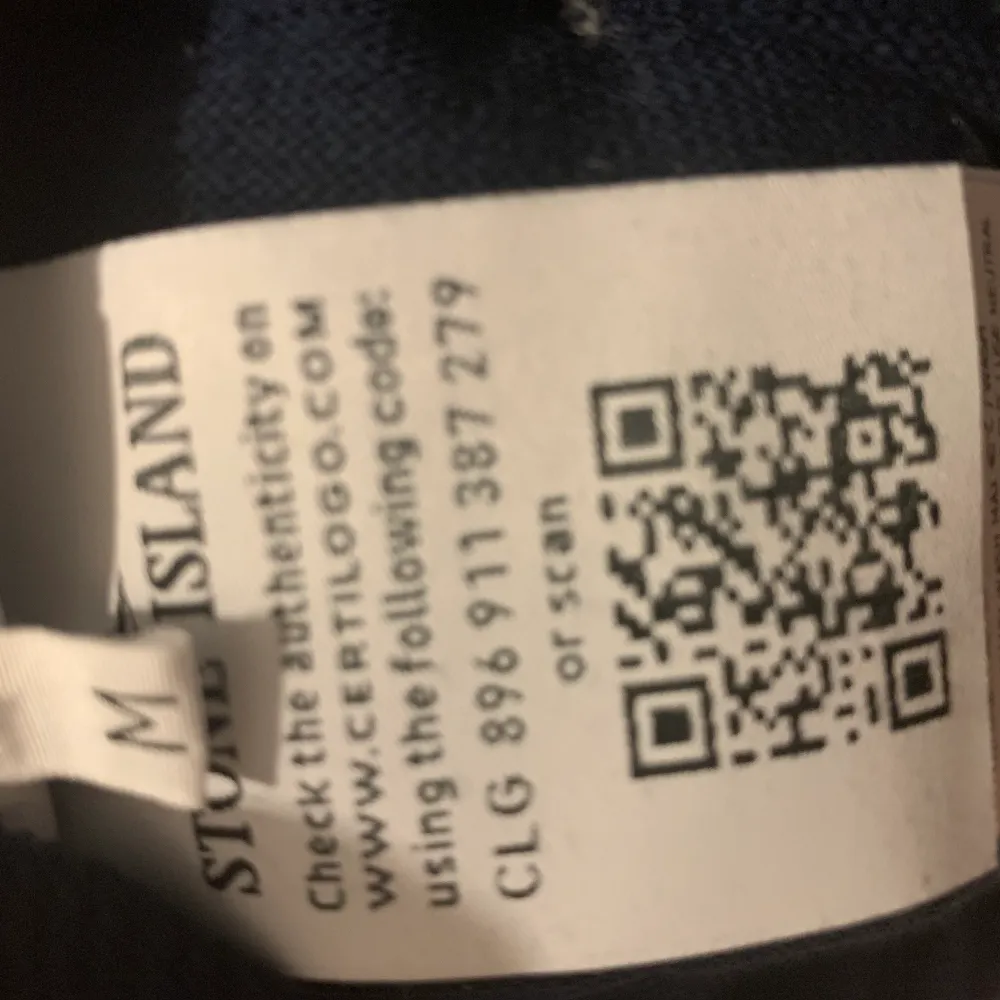 STONE ISLAND
Check the authenticity on
WWW.CERTILOGO.COM
using the following code:
CLG 896 911 387 279
or scan
M